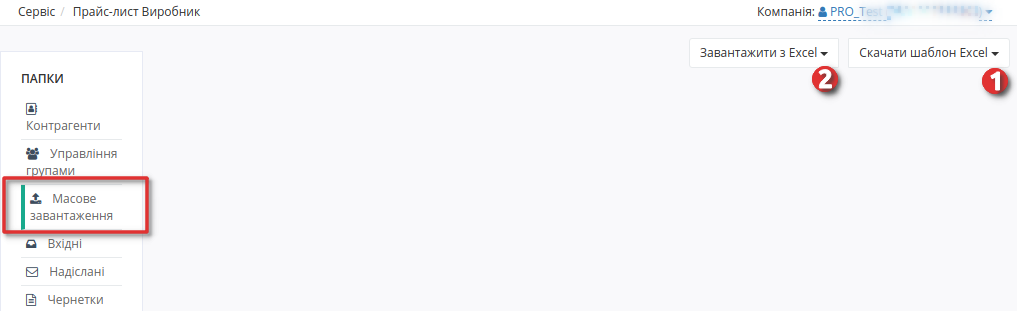 Сервіс / Прайс-лист Виробник
Компанія: PRO_Test
Завантажити з Excel
Скачати шаблон Excel
2
1
ПАПКИ
Контрагенти
Управління
групами
Масове
завантаження
Вхідні
Надіслані
Чернетки